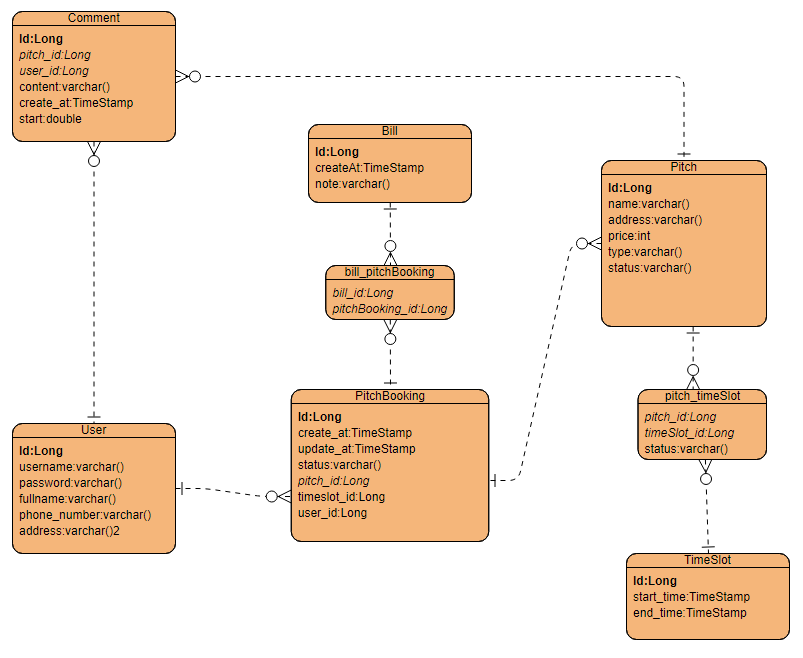 Comment
Id:Long
pitch_id:Long
user_id:Long
content:varchar()
create_at:TimeStamp
start:double
Bill
Id:Long
createAt:TimeStamp
note:varchar()
Pitch
Id:Long
name:varchar()
address:varchar()
price:int
type:varchar()
status:varchar()
bill_pitchBooking
bill_id:Long
pitchBooking_id:Long
PitchBooking
Id:Long
create_at:TimeStamp
update_at:TimeStamp
status:varchar()
pitch_id:Long
timeslot_id:Long
user_id:Long
pitch_timeSlot
pitch_id:Long
timeSlot_id:Long
status:varchar()
User
Id:Long
username:varchar()
password:varchar()
fullname:varchar()
phone_number:varchar()
address:varchar()2
TimeSlot
Id:Long
start_time:TimeStamp
end_time:TimeStamp